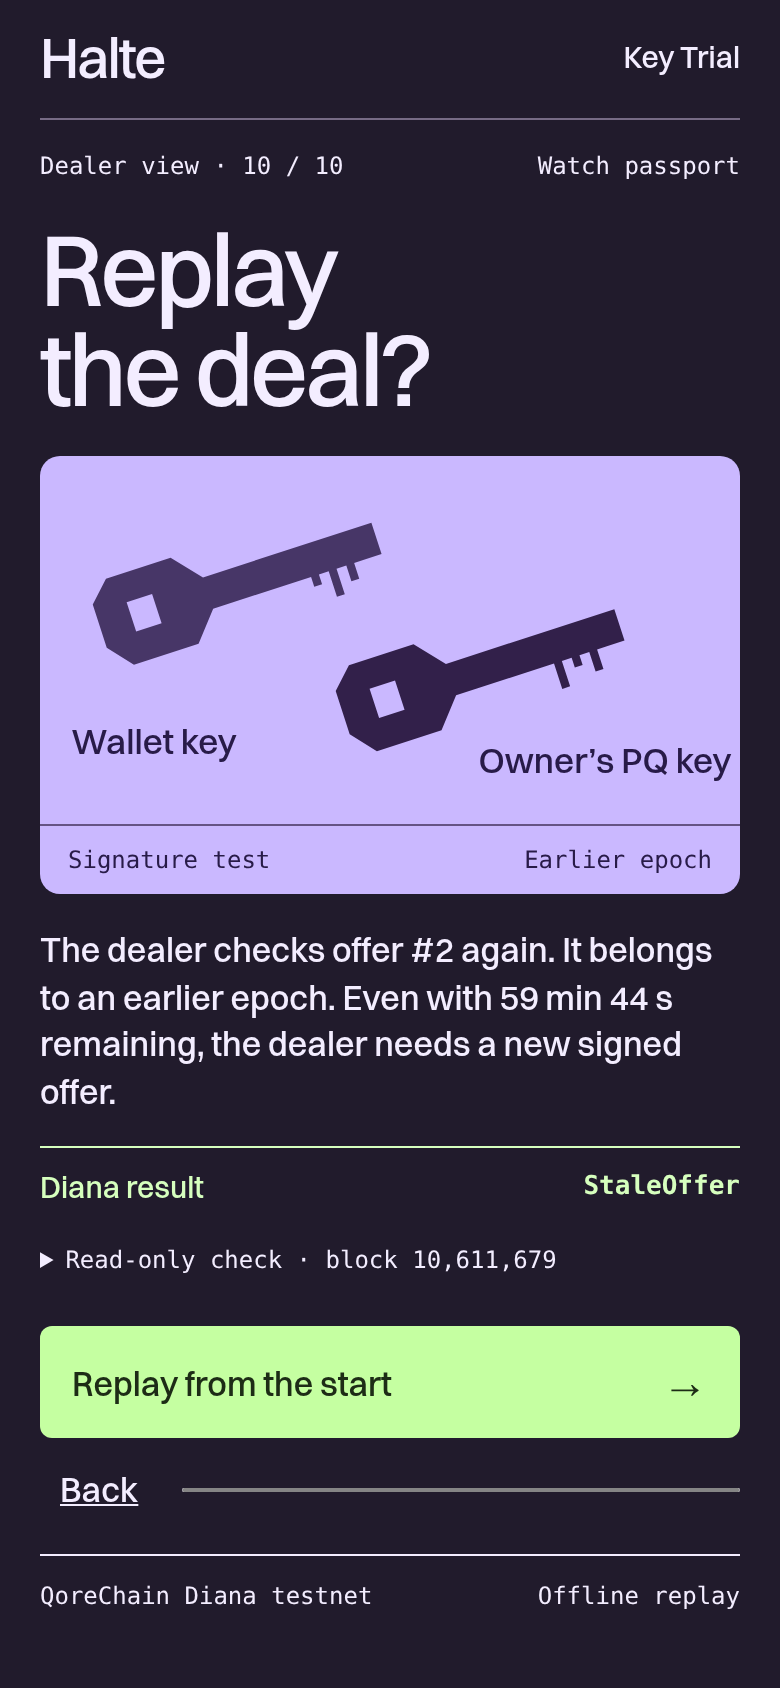 Halte
Key Trial
Dealer view · 10 / 10
Watch passport
Replay
the deal?
Wallet key
Owner’s PQ key
Signature test
Earlier epoch
The dealer checks offer #2 again. It belongs
to an earlier epoch. Even with 59 min 44 s
remaining, the dealer needs a new signed
offer.
Diana result
StaleOffer
▶ Read-only check · block 10,611,679
Replay from the start →
Back
QoreChain Diana testnet
Offline replay